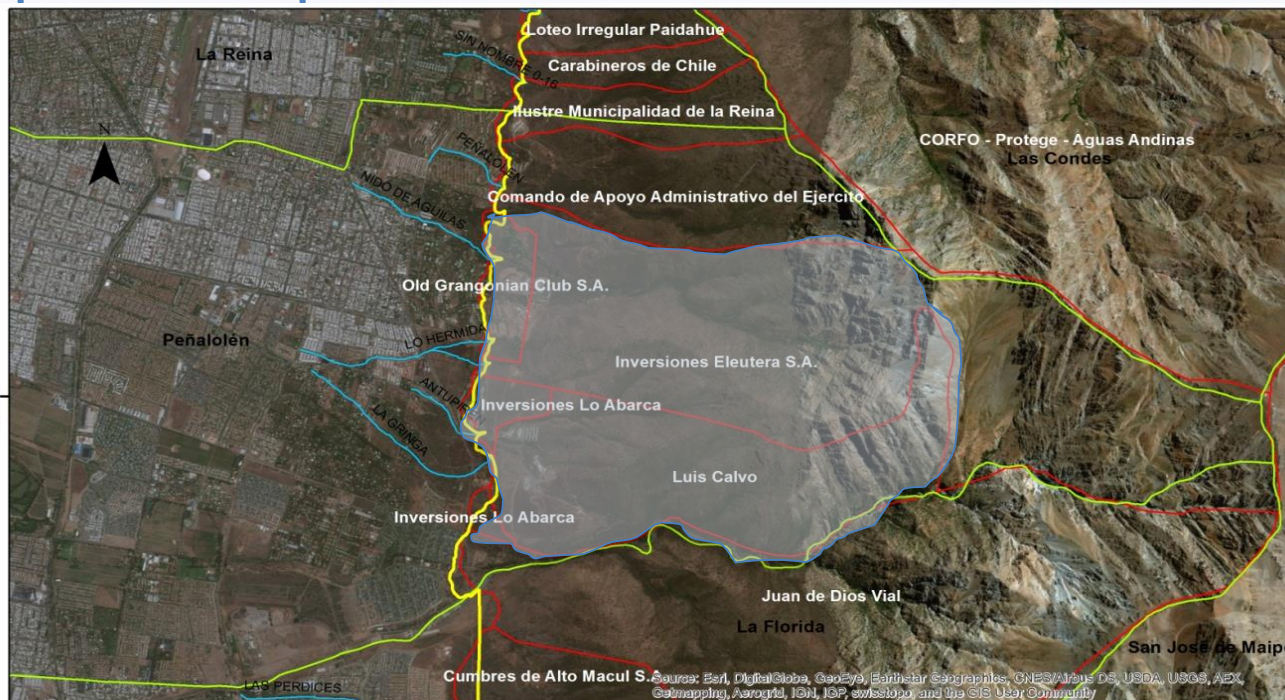 Loteo Irregular Paidahue
La Reina
SIN NOMBRE 0-16
Carabineros de Chile
Ilustre Municipalidad de la Reina
N
PEÑALOLÉN
CORFO - Protege - Aguas Andinas
Las Condes
NIDO DE AGUILAS
Comando de Apoyo Administrativo del Ejercito
Old Grangonian Club S.A.
Peñalolén
LO HERMIDA
Inversiones Eleutera S.A.
ANTUPIREN
Inversiones Lo Abarca
LA GRINGA
Luis Calvo
Inversiones Lo Abarca
Juan de Dios Vial
La Florida
San José de Maipo
Cumbres de Alto Macul S.A
LAS PERDICES
Source: Esri, DigitalGlobe, GeoEye, Earthstar Geographics, CNES/Airbus DS, USDA, USGS, AEX,
Getmapping, Aerogrid, IGN, IGP, swisstopo, and the GIS User Community